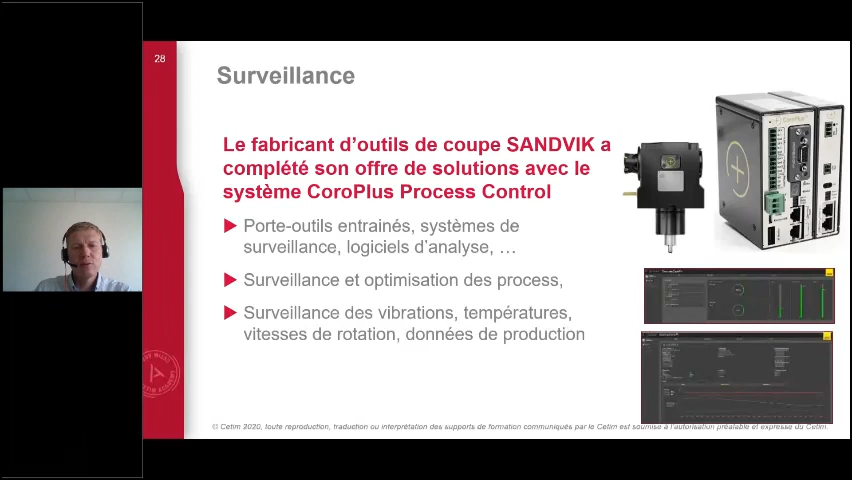 28
Surveillance
Le fabricant d’outils de coupe SANDVIK a
complété son offre de solutions avec le
système CoroPlus Process Control
Porte-outils entrainés, systèmes de
surveillance, logiciels d’analyse, …
Surveillance et optimisation des process,
Surveillance des vibrations, températures,
vitesses de rotation, données de production
CoroPlus
© Cetim 2020, toute reproduction, traduction ou interprétation des supports de formation communiqués par le Cetim est soumise à l’autorisation préalable et expresse du Cetim.